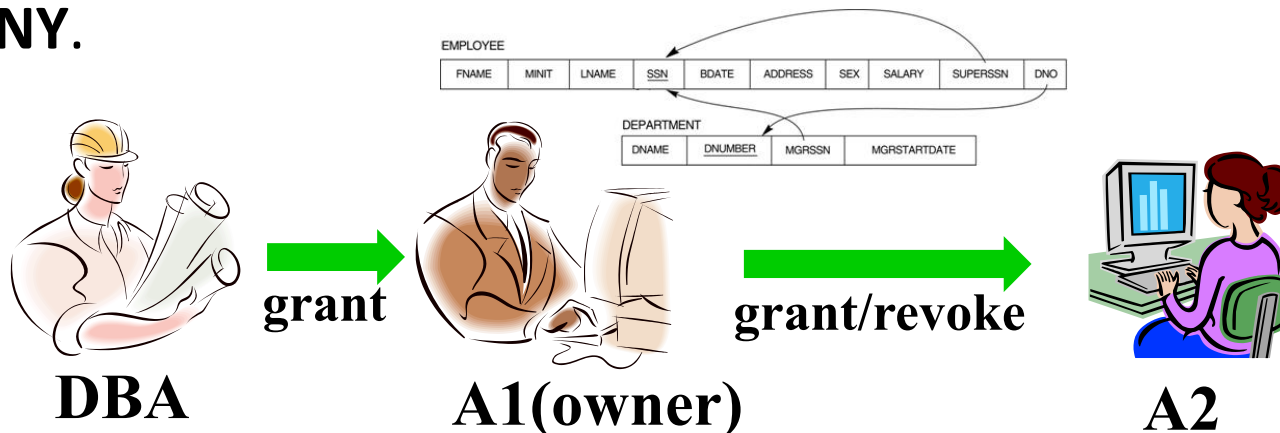 NY.
EMPLOYEE
FNAME MINIT LNAME SSN BDATE ADDRESS SEX SALARY SUPERSSN DNO
DEPARTMENT
DNAME DNUMBER MGRSSN MGRSTARTDATE
grant
grant/revoke
DBA
A1(owner)
A2